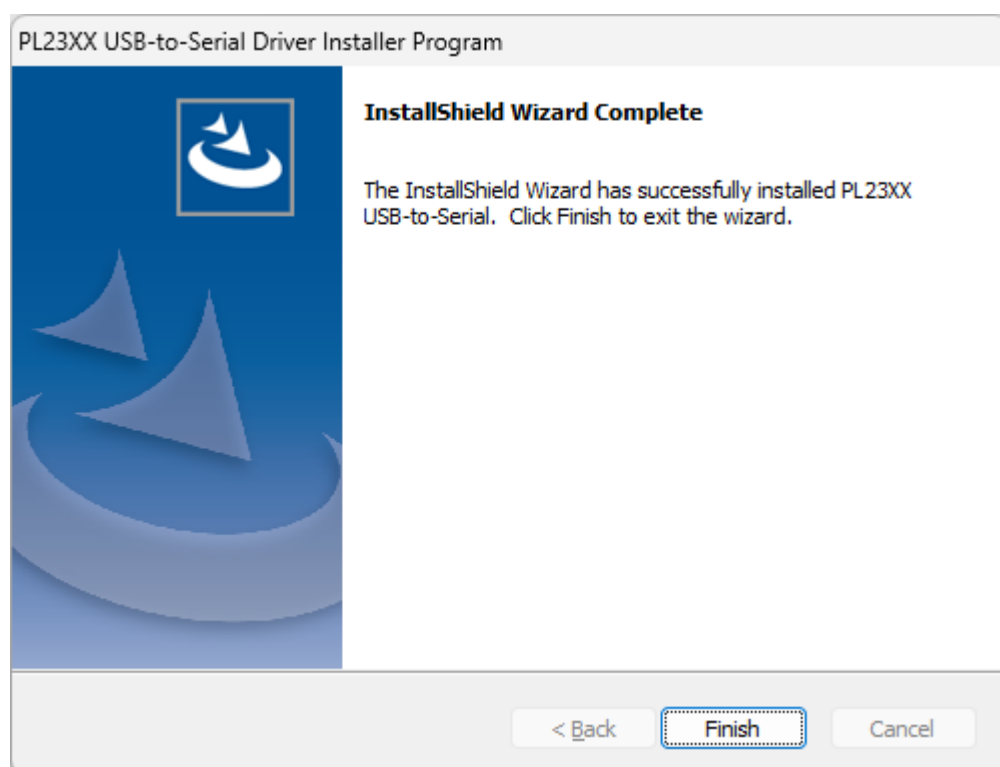 PL23XX USB-to-Serial Driver Installer Program
InstallShield Wizard Complete
The InstallShield Wizard has successfully installed PL23XX
USB-to-Serial.  Click Finish to exit the wizard.
< Back
Finish
Cancel